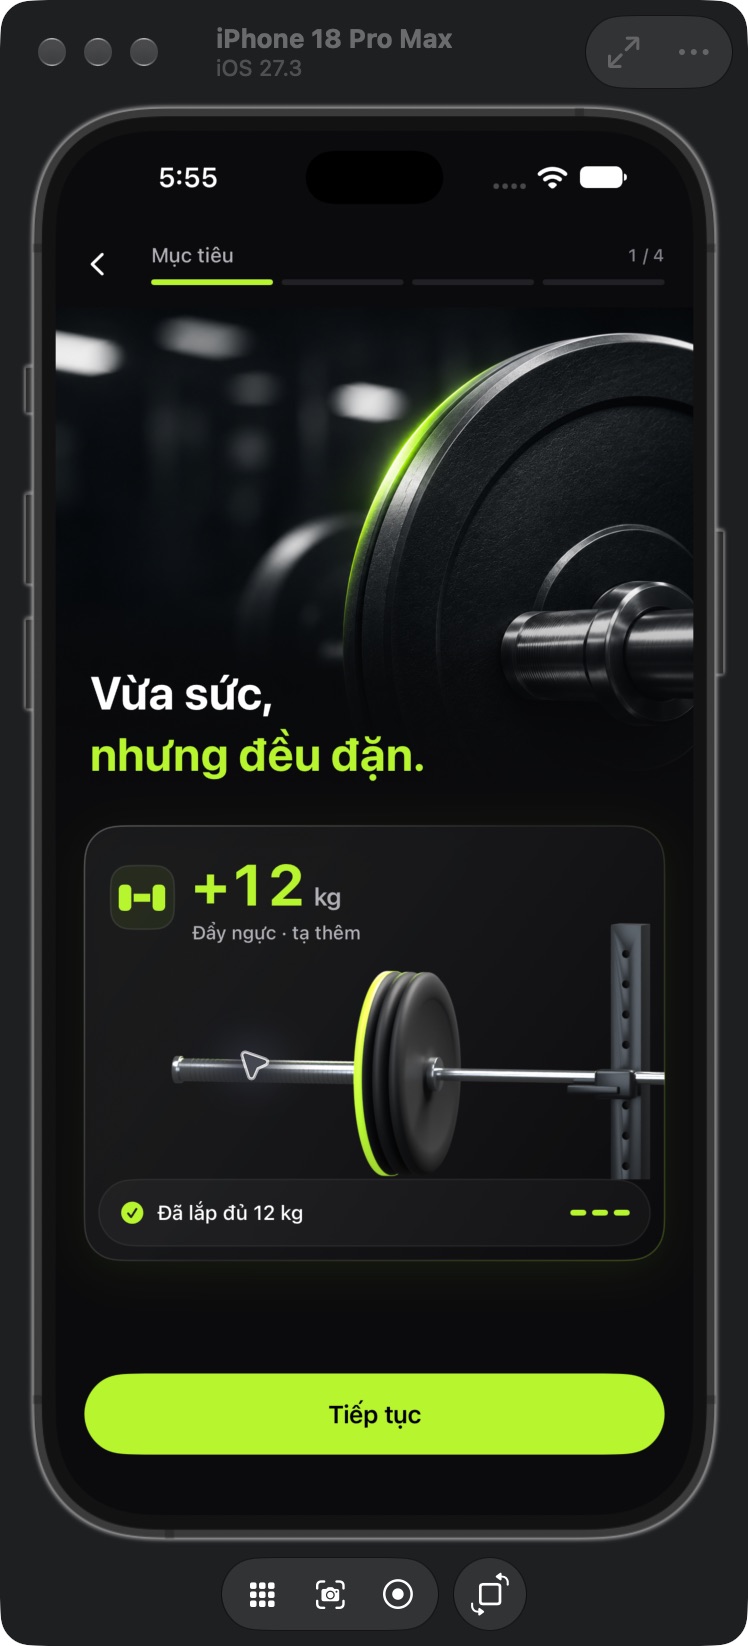 iPhone 18 Pro Max
iOS 27.3
5:55
Mục tiêu
1 / 4
Vừa sức,
nhưng đều đặn.
+12 kg
Đẩy ngực · tạ thêm
Đã lắp đủ 12 kg
Tiếp tục